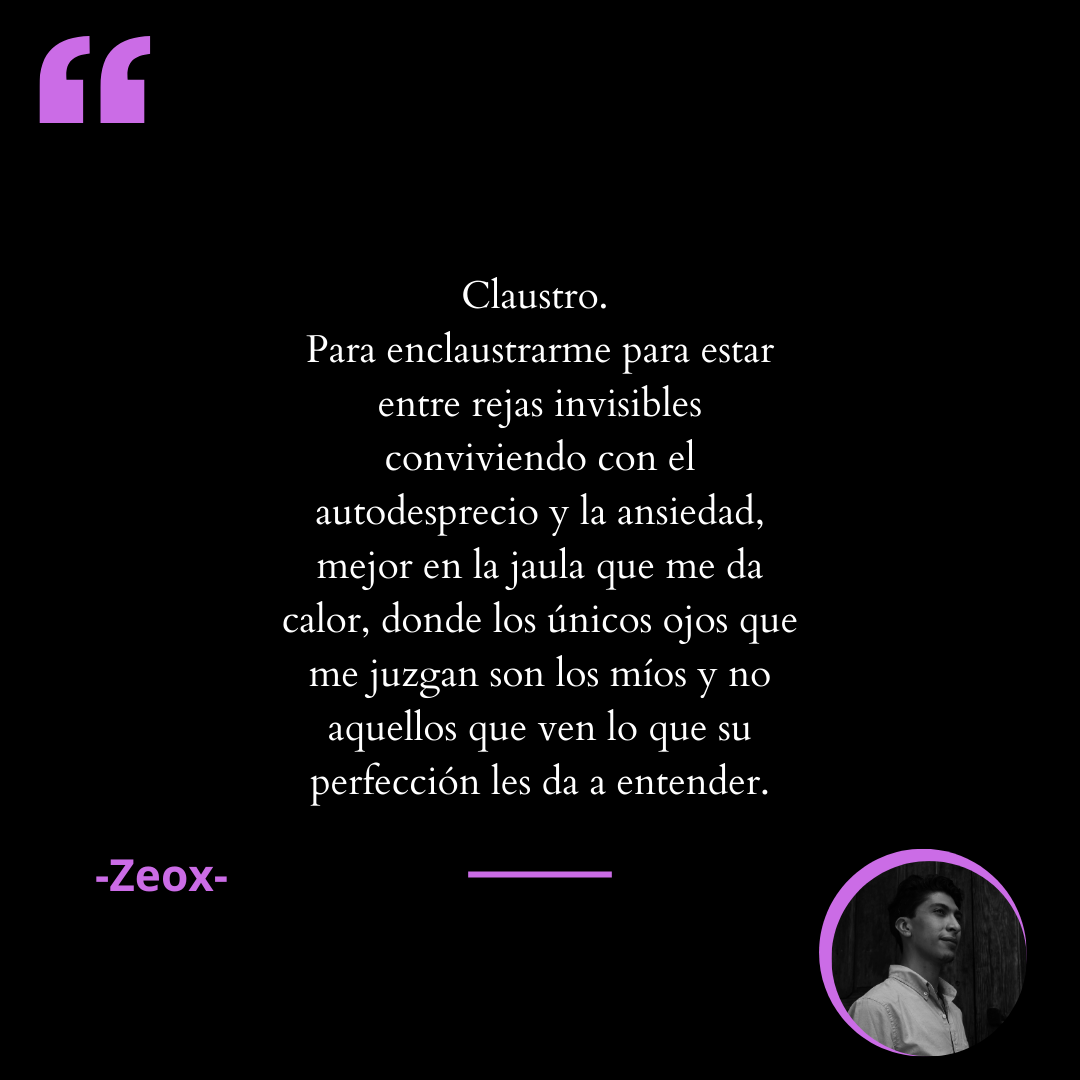 “
Claustro.
Para enclaustrarme para estar
entre rejas invisibles
conviviendo con el
autodesprecio y la ansiedad,
mejor en la jaula que me da
calor, donde los únicos ojos que
me juzgan son los míos y no
aquellos que ven lo que su
perfección les da a entender.
-Zeox-